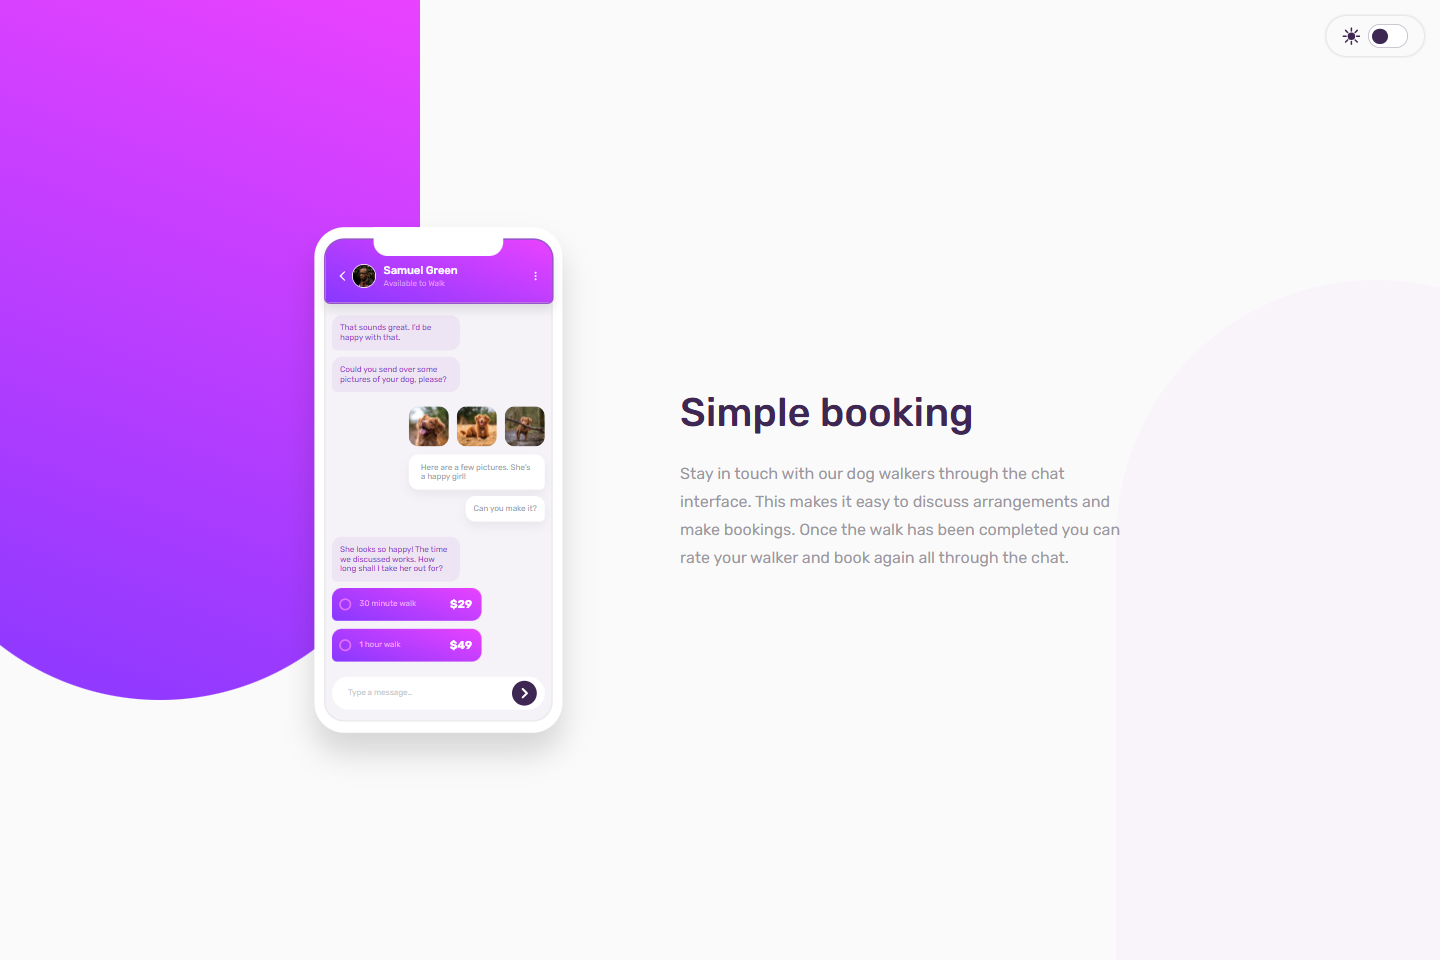 Samuel Green
Available to Walk
That sounds great. I'd be
happy with that.
Could you send over some
pictures of your dog, please?
Here are a few pictures. She's
a happy girl!
Can you make it?
She looks so happy! The time
we discussed works. How
long shall I take her out for?
30 minute walk $29
1 hour walk $49
Type a message…
Simple booking
Stay in touch with our dog walkers through the chat
interface. This makes it easy to discuss arrangements and
make bookings. Once the walk has been completed you can
rate your walker and book again all through the chat.